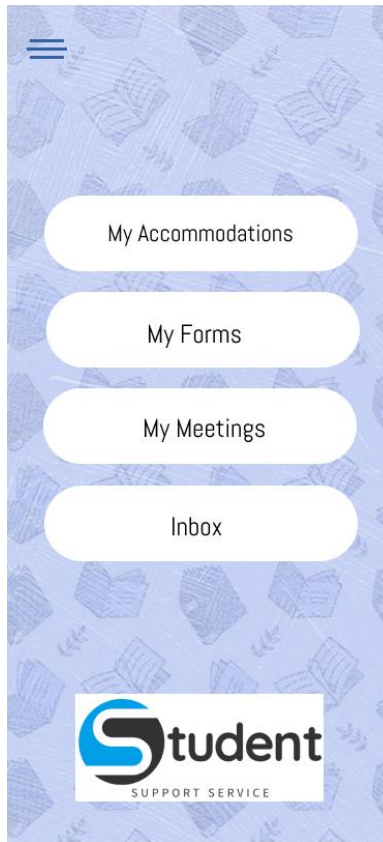 My Accommodations
My Forms
My Meetings
Inbox
Student
SUPPORT SERVICE